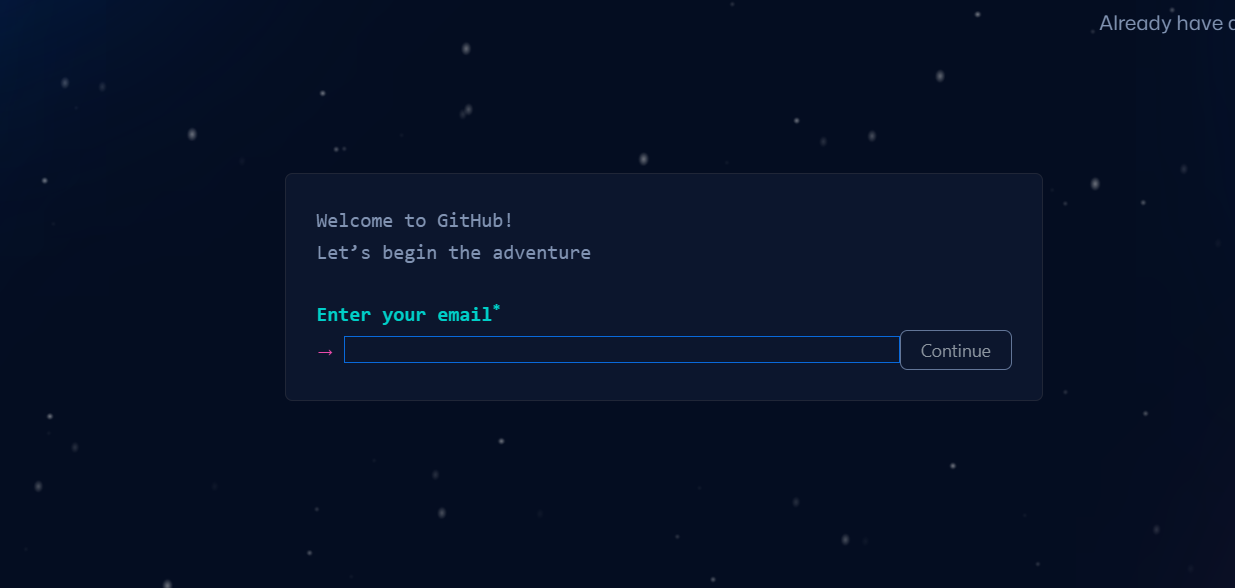 Already have a
Welcome to GitHub!
Let’s begin the adventure
Enter your email*
→ Continue